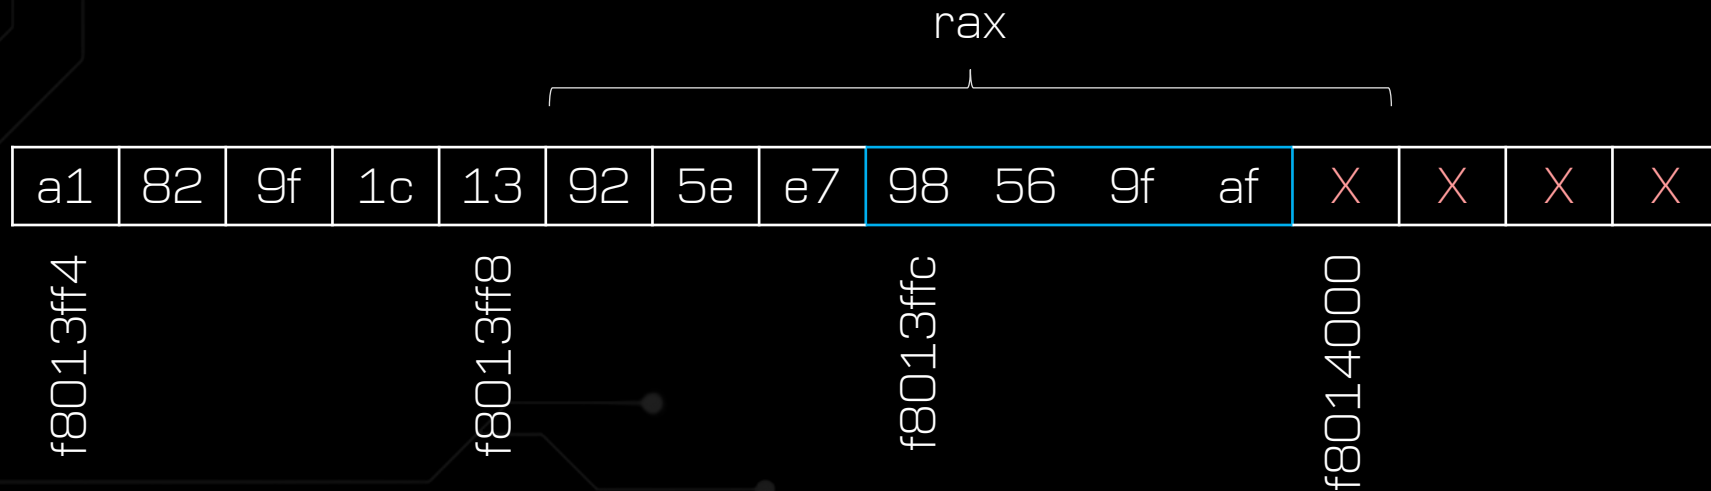 rax
a1 82 9f 1c 13 92 5e e7 98 56 9f af X X X X
f8013ff4
f8013ff8
f8013ffc
f8014000